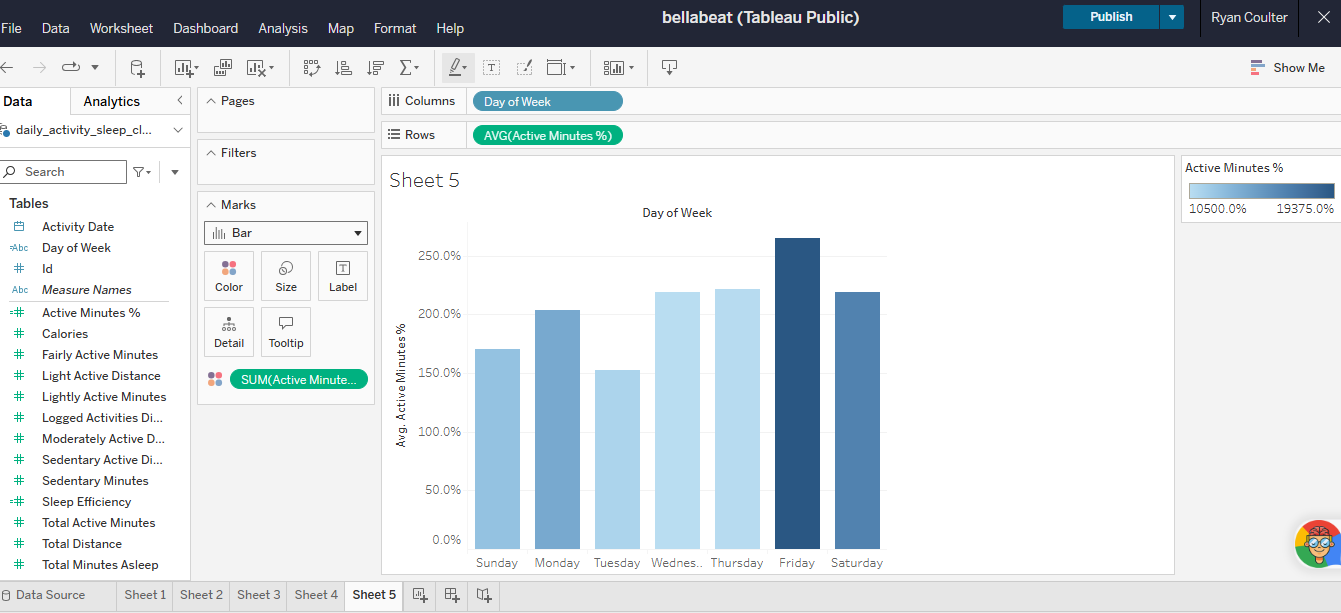 bellabeat (Tableau Public)
Publish
Ryan Coulter
File Data Worksheet Dashboard Analysis Map Format Help
Show Me
Data Analytics
daily_activity_sleep_cl...
Search
Tables
Activity Date
Abc Day of Week
Id
Abc Measure Names
Active Minutes %
Calories
Fairly Active Minutes
Light Active Distance
Lightly Active Minutes
Logged Activities Di...
Moderately Active D...
Sedentary Active Di...
Sedentary Minutes
Sleep Efficiency
Total Active Minutes
Total Distance
Total Minutes Asleep
Pages
Filters
Marks
Bar
Color Size Label
Detail Tooltip
SUM(Active Minute...
Columns Day of Week
Rows AVG(Active Minutes %)
Sheet 5
Day of Week
Avg. Active Minutes %
250.0%
200.0%
150.0%
100.0%
50.0%
0.0%
Sunday Monday Tuesday Wednes.. Thursday Friday Saturday
Active Minutes %
10500.0% 19375.0%
Data Source Sheet 1 Sheet 2 Sheet 3 Sheet 4 Sheet 5